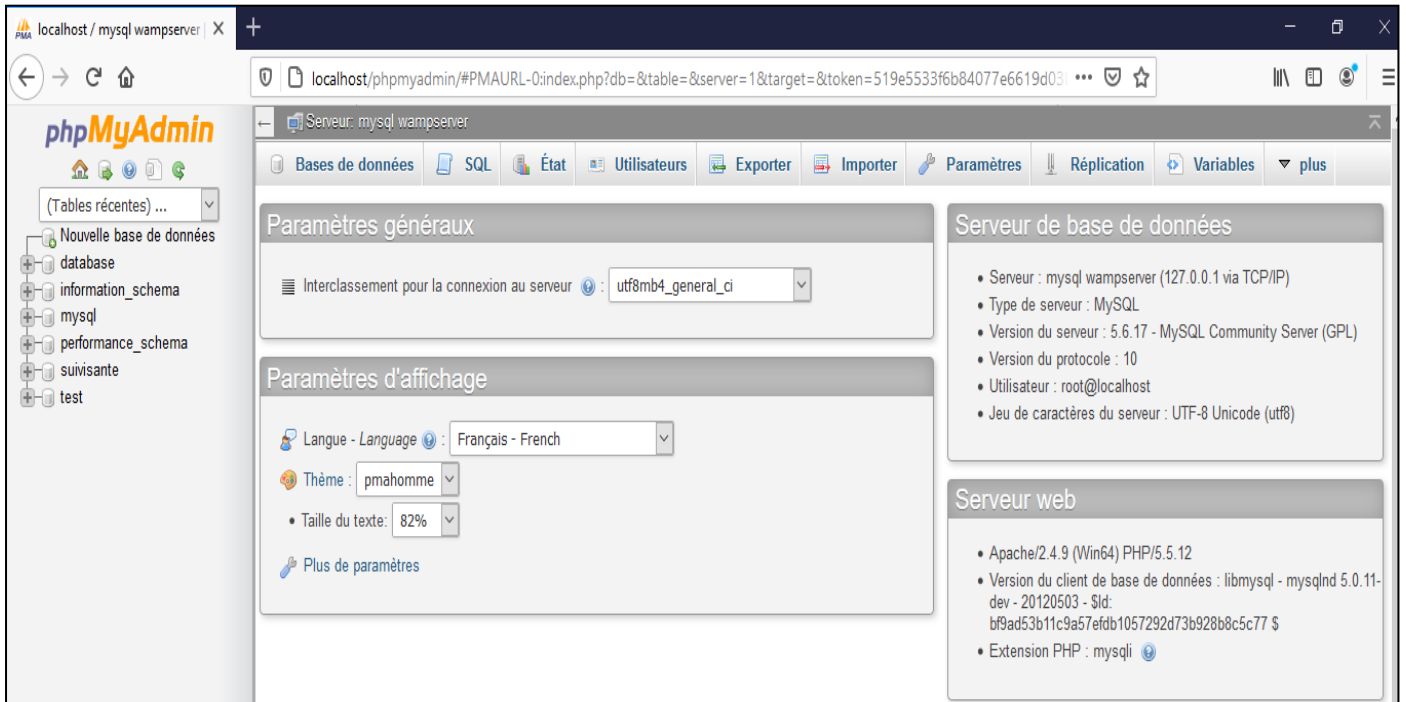 localhost / mysql wampserver |
localhost/phpmyadmin/#PMAURL-0:index.php?db=&table=&server=1&target=&token=519e5533f6b84077e6619d03
phpMyAdmin
(Tables récentes) ...
Nouvelle base de données
database
information_schema
mysql
performance_schema
suivisante
test
Serveur: mysql wampserver
Bases de données SQL État Utilisateurs Exporter Importer Paramètres Réplication Variables plus
Paramètres généraux
Interclassement pour la connexion au serveur : utf8mb4_general_ci
Paramètres d'affichage
Langue - Language : Français - French
Thème : pmahomme
• Taille du texte: 82%
Plus de paramètres
Serveur de base de données
• Serveur : mysql wampserver (127.0.0.1 via TCP/IP)
• Type de serveur : MySQL
• Version du serveur : 5.6.17 - MySQL Community Server (GPL)
• Version du protocole : 10
• Utilisateur : root@localhost
• Jeu de caractères du serveur : UTF-8 Unicode (utf8)
Serveur web
• Apache/2.4.9 (Win64) PHP/5.5.12
• Version du client de base de données : libmysql - mysqlnd 5.0.11-
dev - 20120503 - $Id:
bf9ad53b11c9a57efdb1057292d73b928b8c5c77 $
• Extension PHP : mysqli